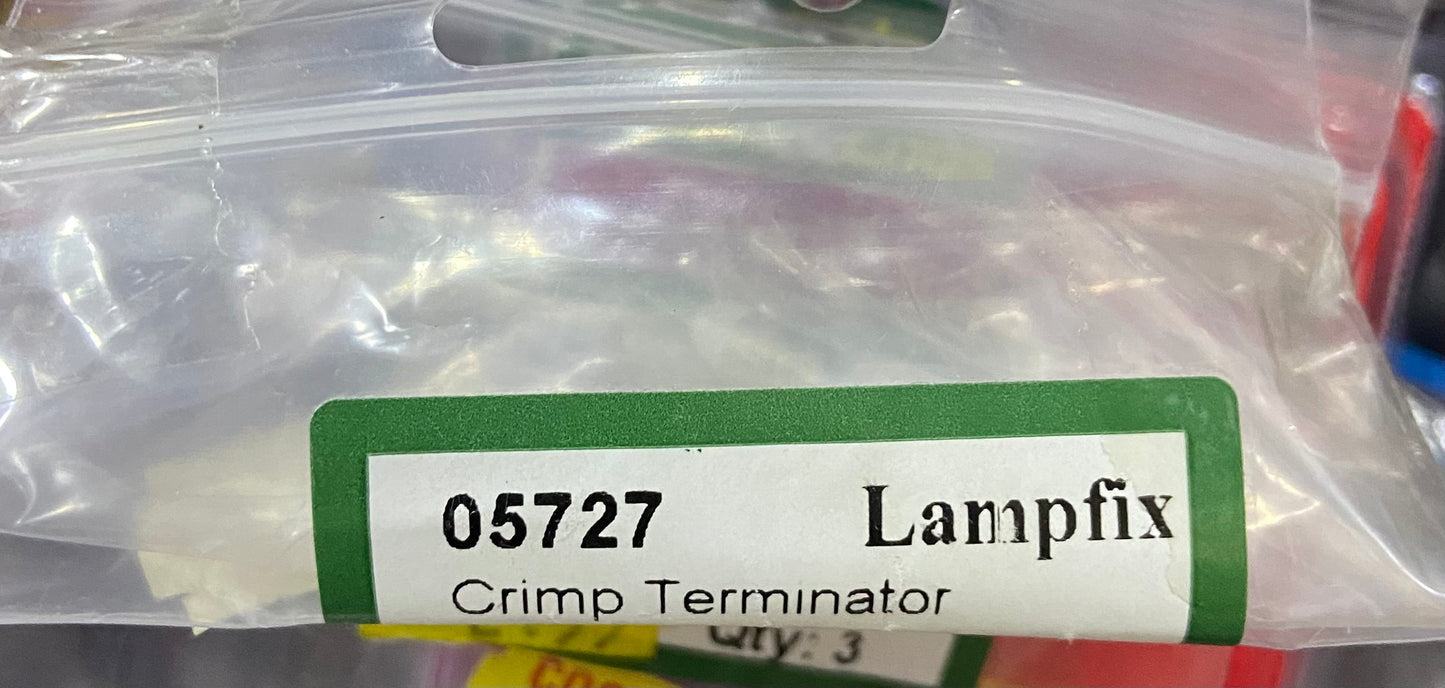 05727 Lampfix
Crimp Terminator
Qty: 3